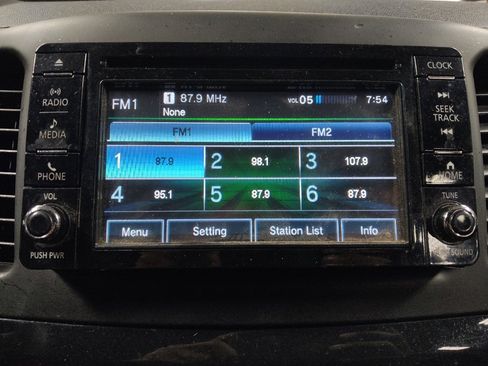 CLOCK
RADIO
MEDIA
PHONE
VOL
PUSH PWR
SEEK
TRACK
HOME
TUNE
SOUND
FM1 1 87.9 MHz VOL 05 7:54
None
FM1 FM2
1 87.9 2 98.1 3 107.9
4 95.1 5 87.9 6 87.9
Menu Setting Station List Info